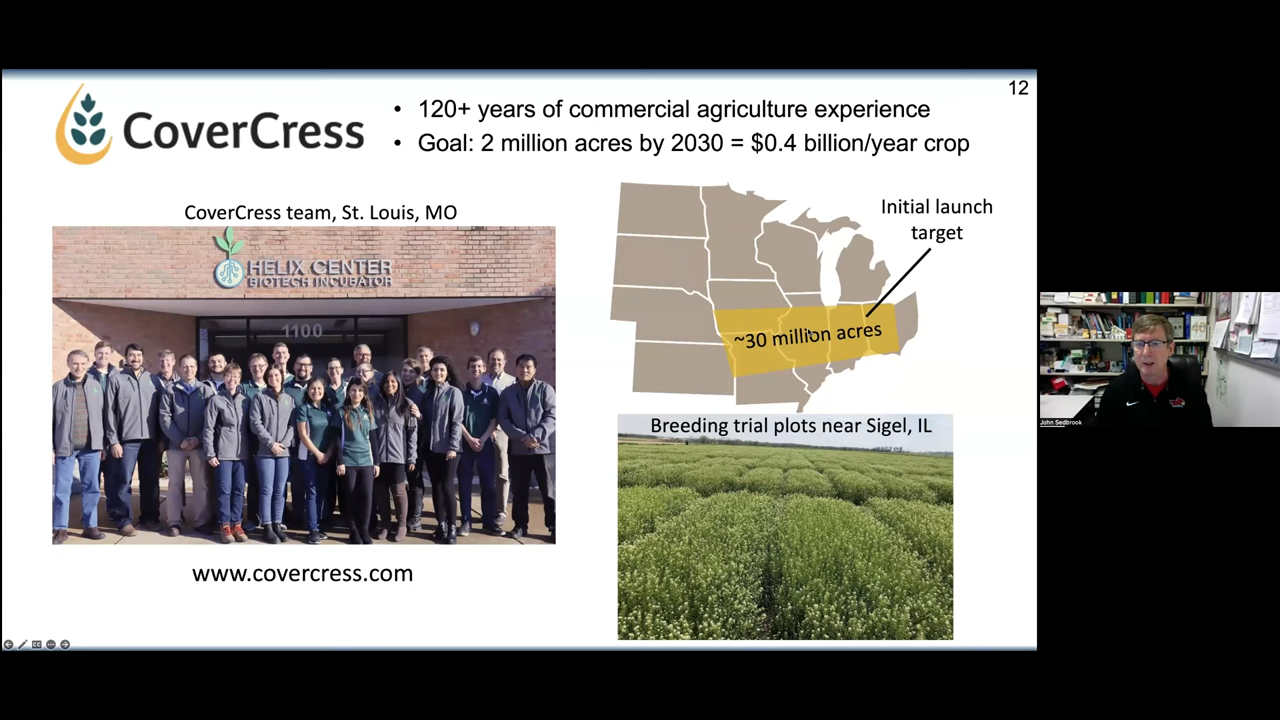 12
CoverCress
• 120+ years of commercial agriculture experience
• Goal: 2 million acres by 2030 = $0.4 billion/year crop
CoverCress team, St. Louis, MO
HELIX CENTER
BIOTECH INCUBATOR
1100
www.covercress.com
Initial launch
target
~30 million acres
Breeding trial plots near Sigel, IL
John Sedbrook